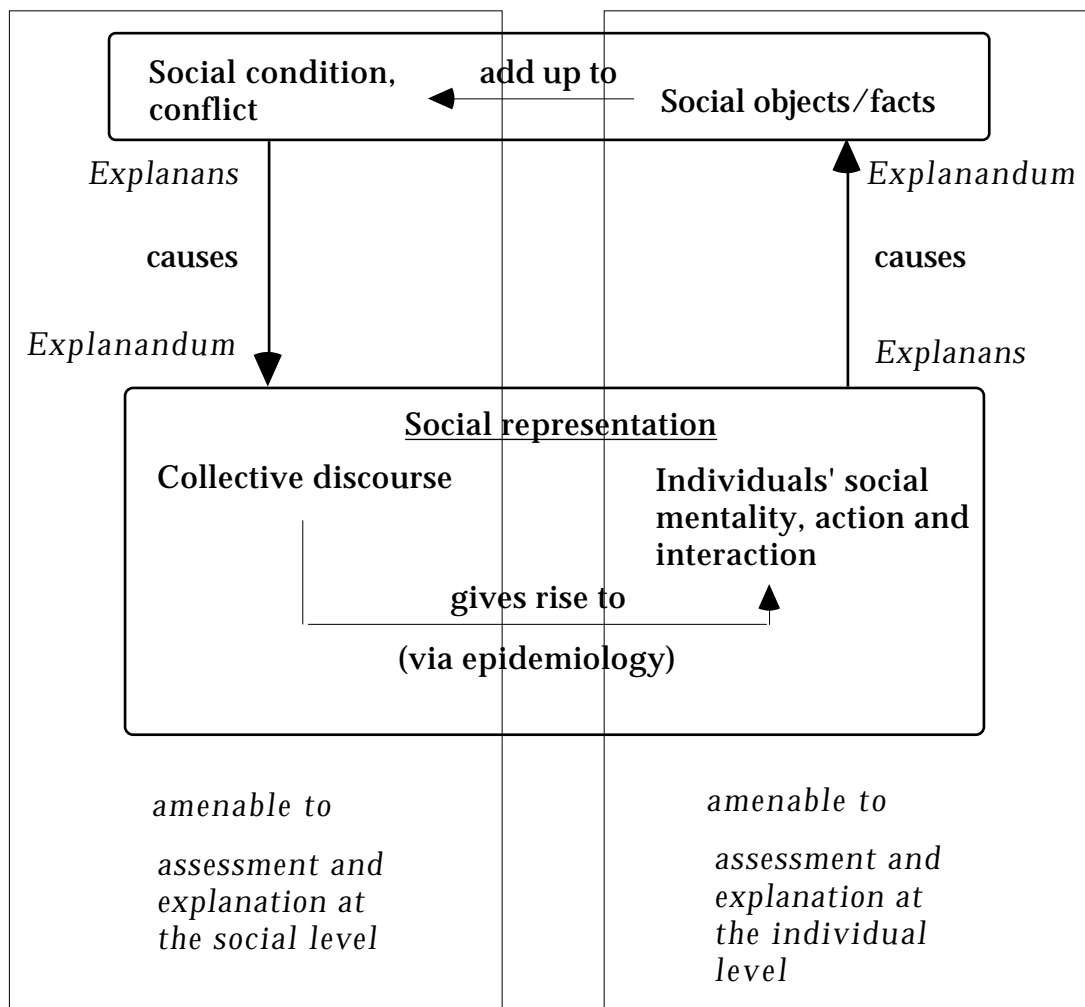 Social condition,
conflict
add up to
Social objects/facts
Explanans
causes
Explanandum
Explanandum
causes
Explanans
Social representation
Collective discourse
Individuals' social
mentality, action and
interaction
gives rise to
(via epidemiology)
amenable to
assessment and
explanation at
the social level
amenable to
assessment and
explanation at
the individual
level